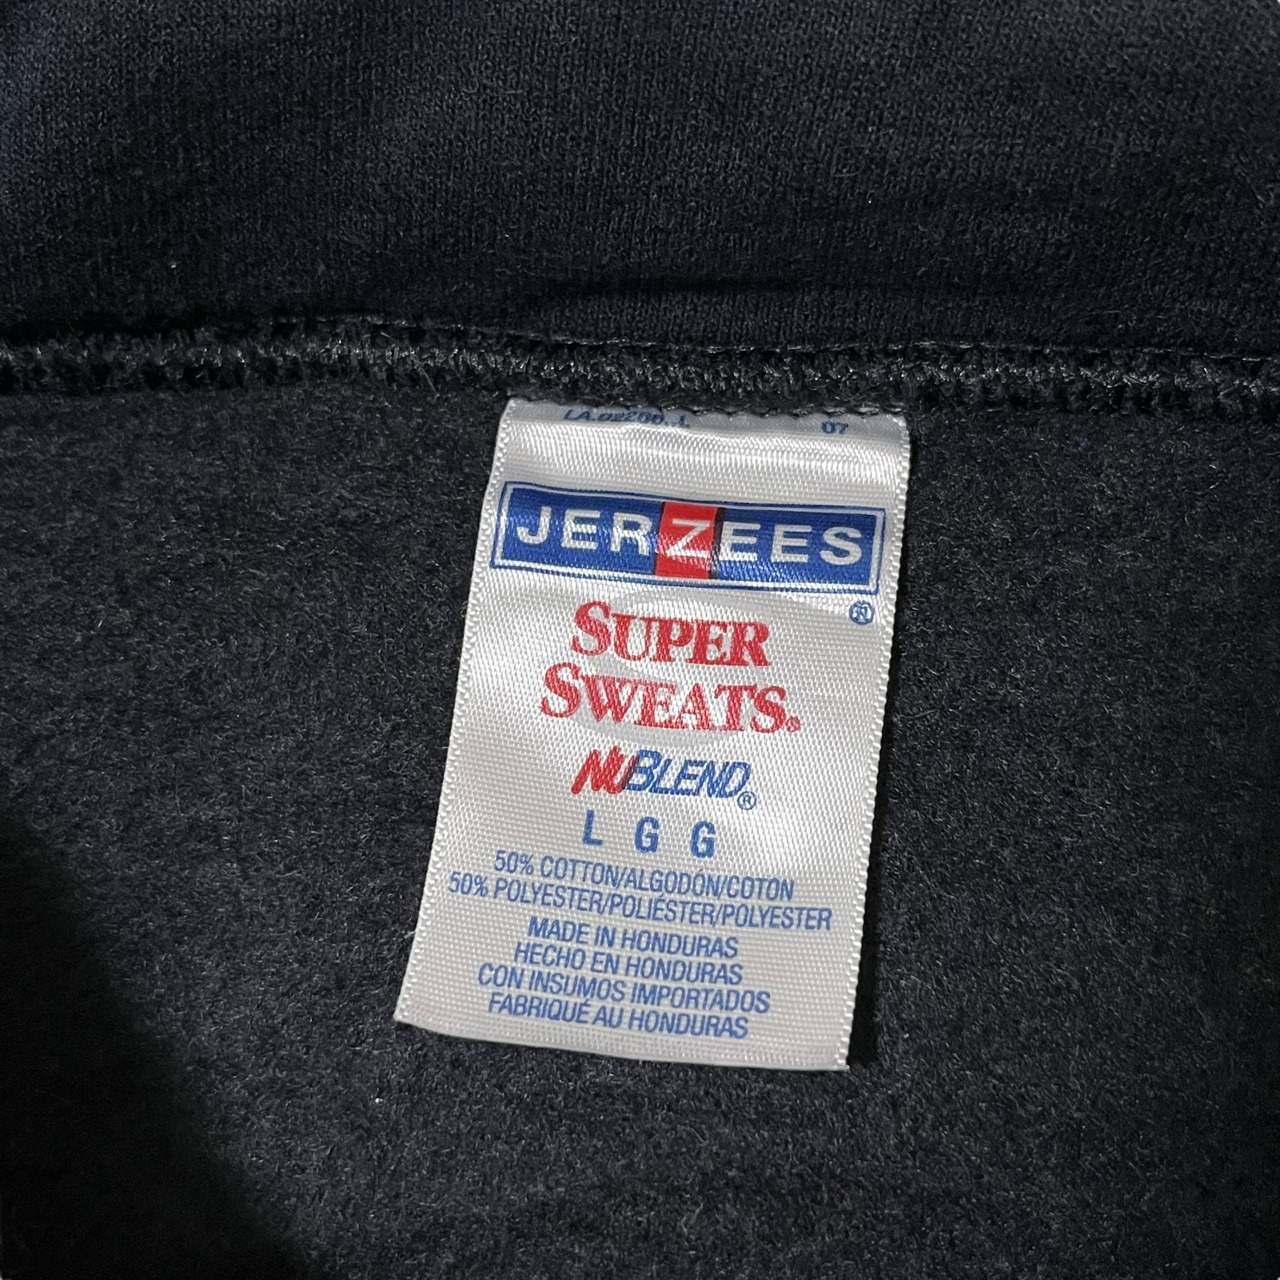 07
JERZEES
®
SUPER
SWEATS®
NUBLEND®
L G G
50% COTTON/ALGODÓN/COTON
50% POLYESTER/POLIÉSTER/POLYESTER
MADE IN HONDURAS
HECHO EN HONDURAS
CON INSUMOS IMPORTADOS
FABRIQUÉ AU HONDURAS